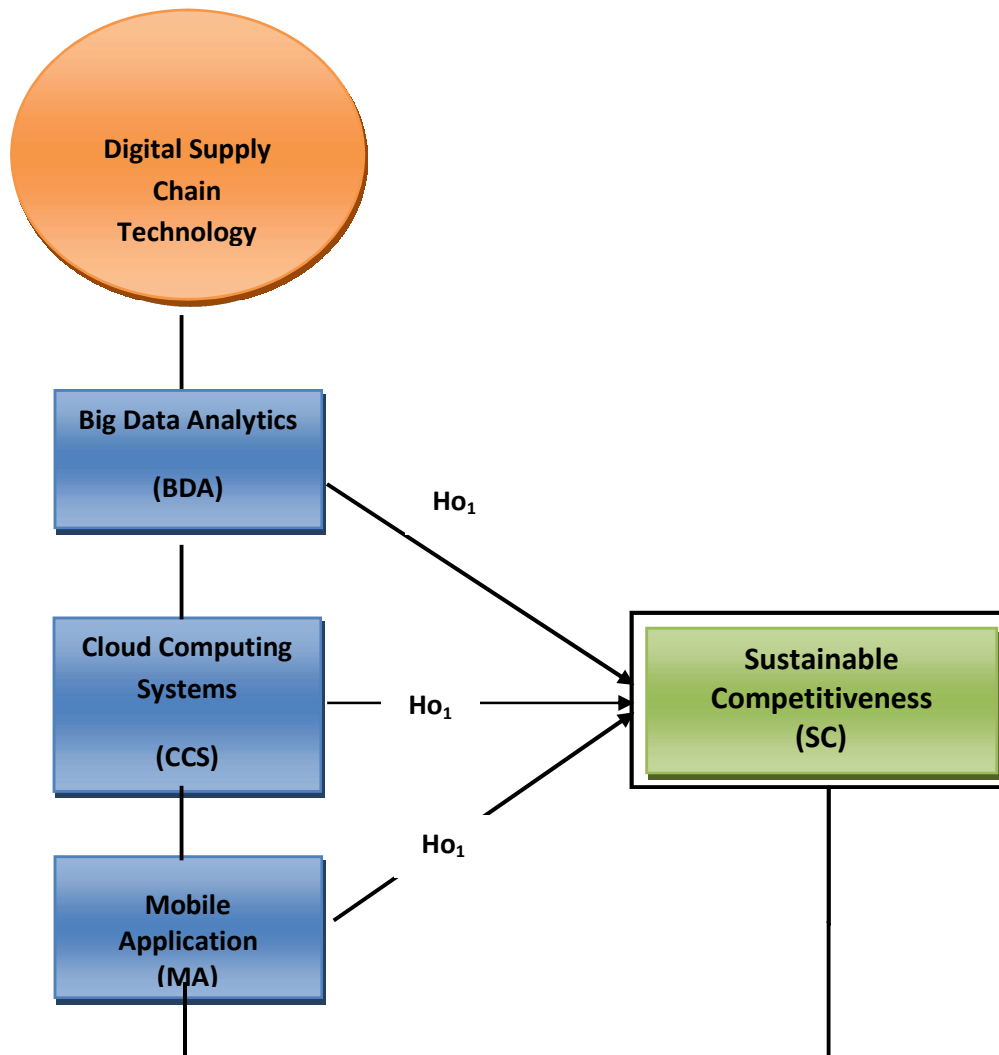 Digital Supply
Chain
Technology
Big Data Analytics
(BDA)
Ho₁
Cloud Computing
Systems
(CCS)
Ho₁
Sustainable
Competitiveness
(SC)
Ho₁
Mobile
Application
(MA)